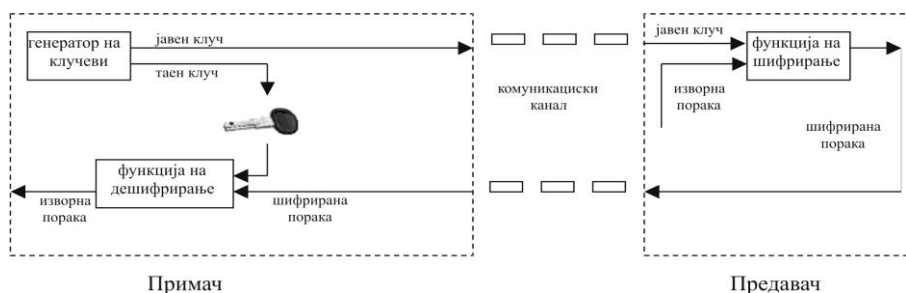 генератор на
клучеви
јавен клуч
таен клуч
функција на
дешифрирање
изворна
порака
шифрирана
порака
комуникациски
канал
јавен клуч
функција на
шифрирање
изворна
порака
шифрирана
порака
Примач
Предавач